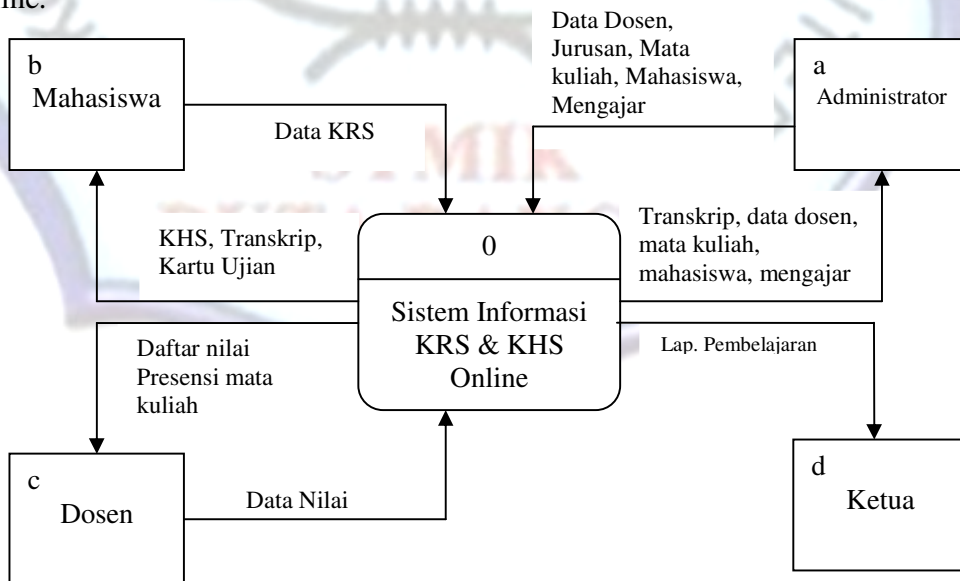 b
Mahasiswa
Data KRS
Data Dosen,
Jurusan, Mata
kuliah, Mahasiswa,
Mengajar
a
Administrator
KHS, Transkrip,
Kartu Ujian
0
Sistem Informasi
KRS & KHS
Online
Transkrip, data dosen,
mata kuliah,
mahasiswa, mengajar
Daftar nilai
Presensi mata
kuliah
Lap. Pembelajaran
c
Dosen
Data Nilai
d
Ketua